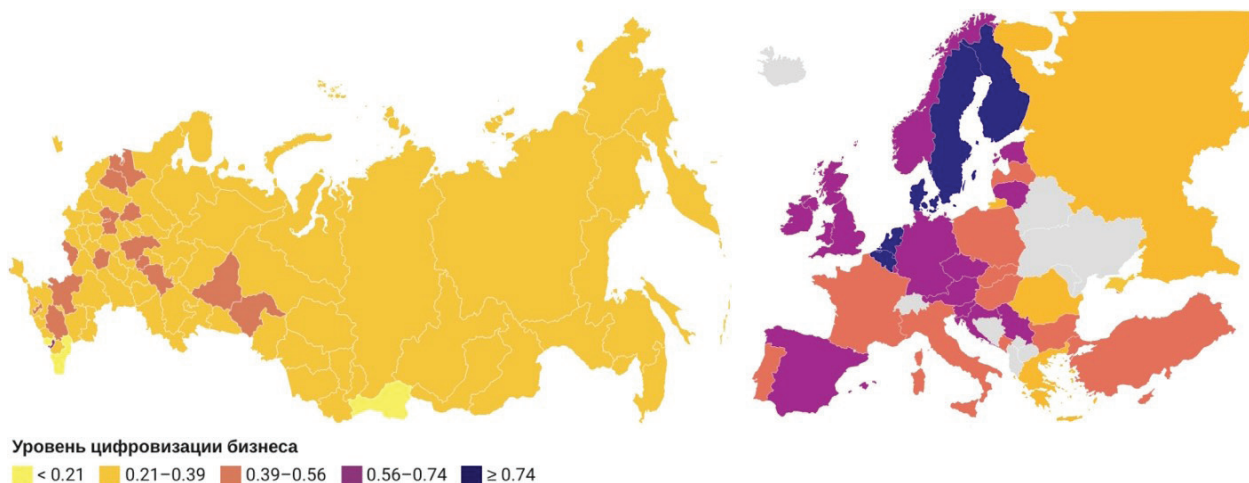 Уровень цифровизации бизнеса
< 0.21 0.21–0.39 0.39–0.56 0.56–0.74 ≥ 0.74